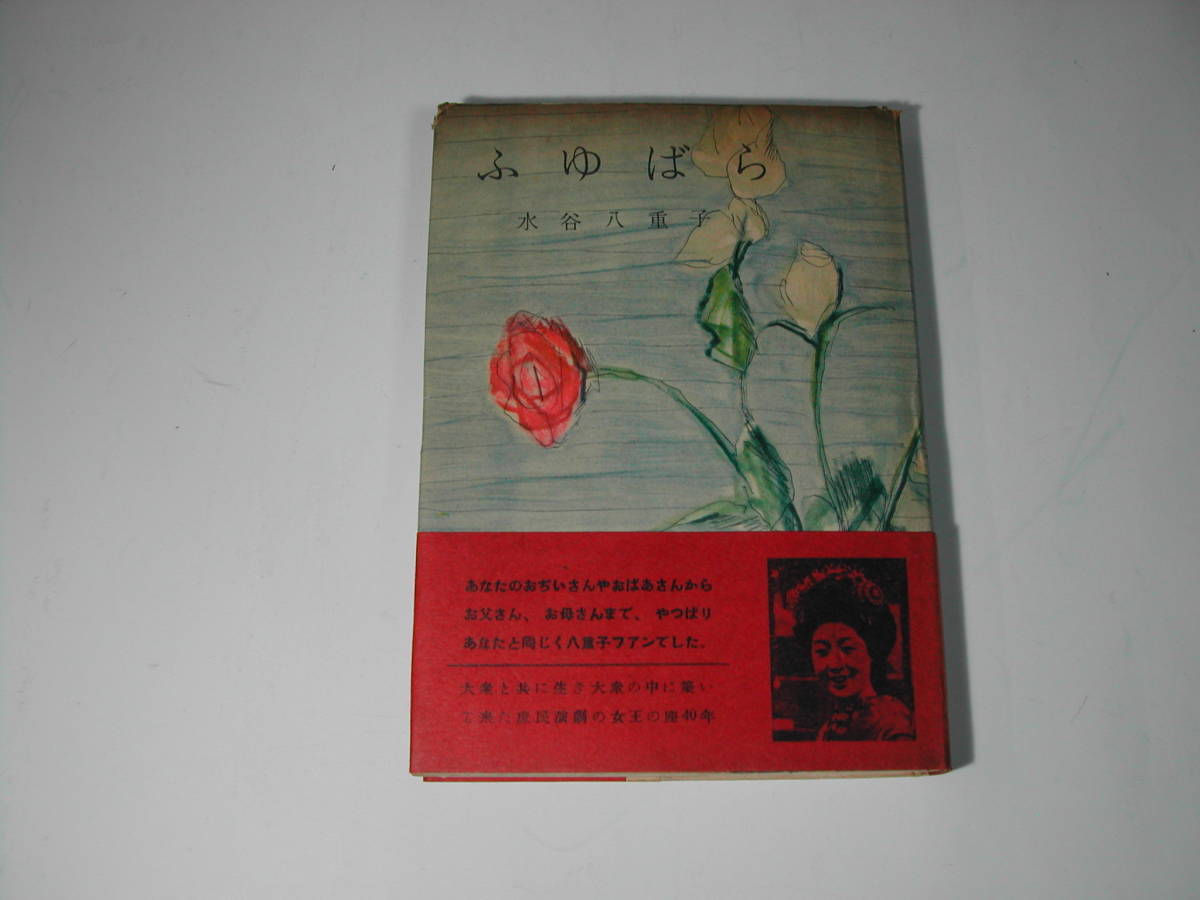 ふゆばら
水谷八重子
あなたのおぢいさんやおばあさんから
お父さん、お母さんまで、やつぱり
あなたと同じく八重子フアンでした。
大衆と共に生き大衆の中に築い
て来た庶民演劇の女王の座40年